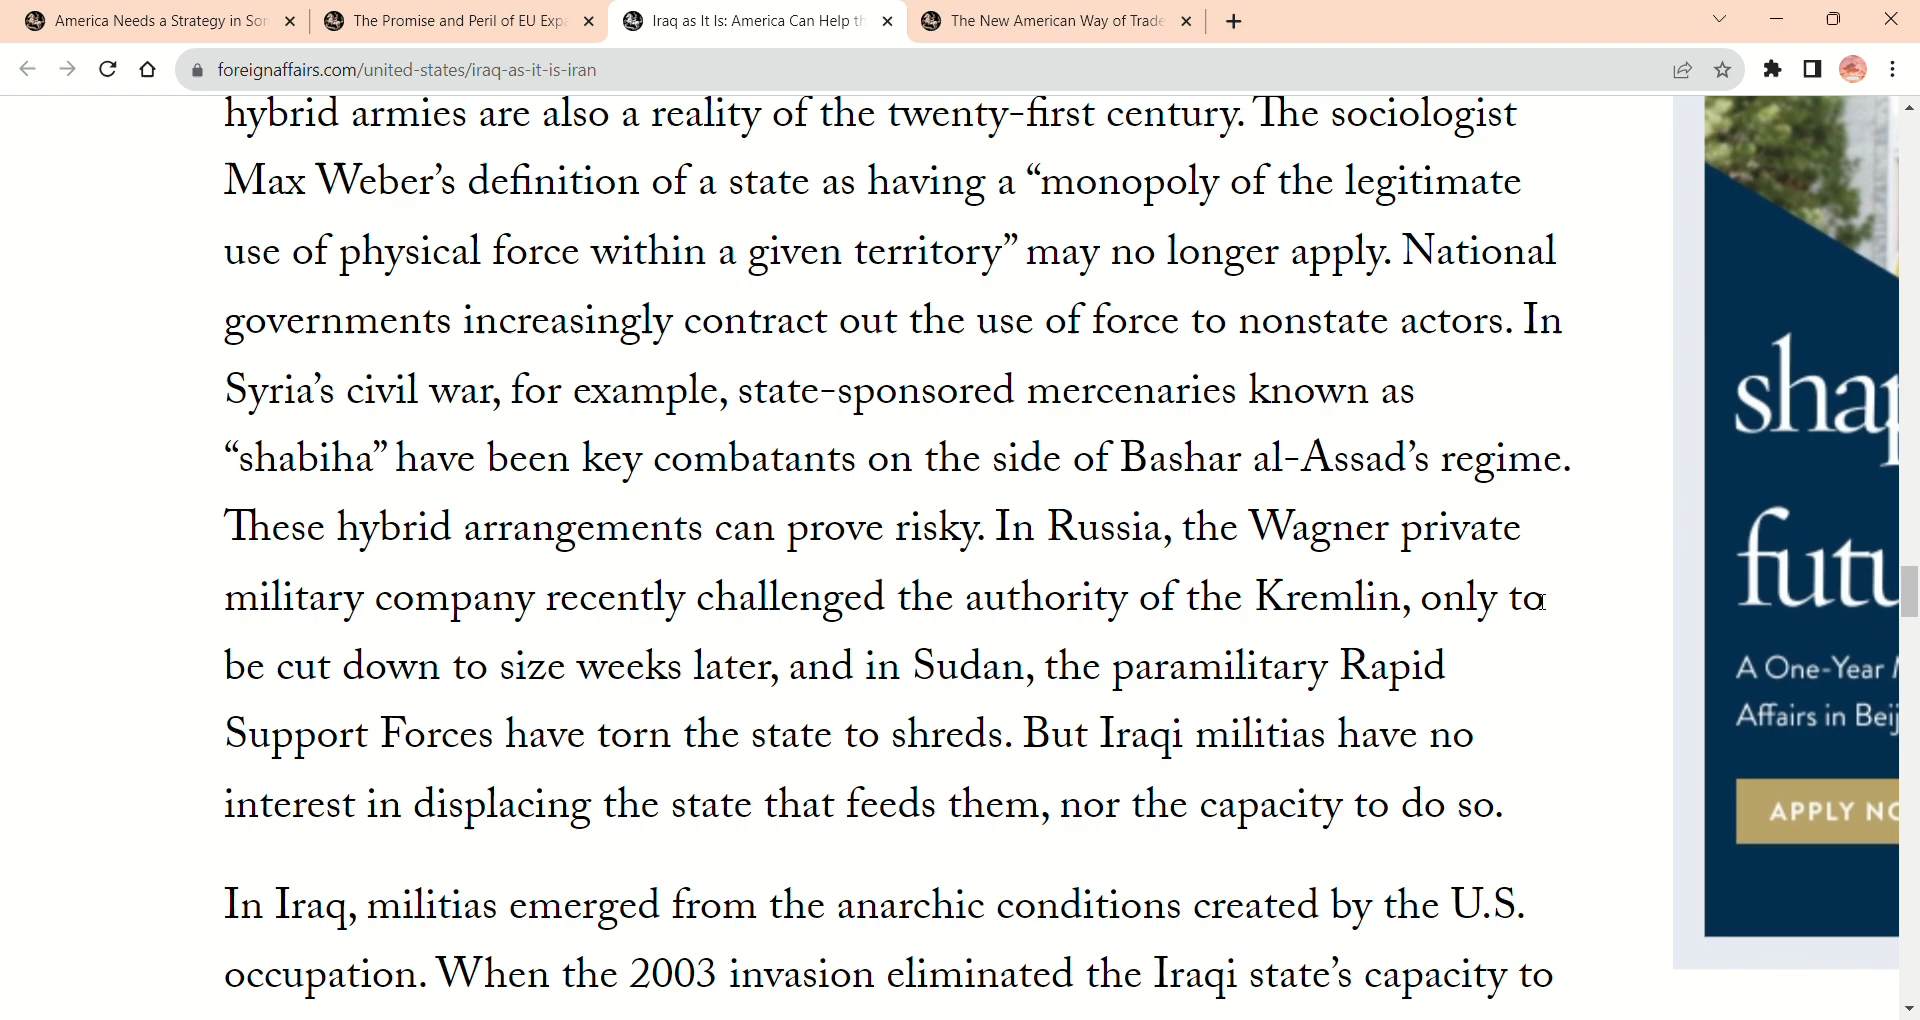 America Needs a Strategy in Som
The Promise and Peril of EU Expa
Iraq as It Is: America Can Help th
The New American Way of Trade
foreignaffairs.com/united-states/iraq-as-it-is-iran
hybrid armies are also a reality of the twenty-first century. The sociologist
Max Weber’s definition of a state as having a “monopoly of the legitimate
use of physical force within a given territory” may no longer apply. National
governments increasingly contract out the use of force to nonstate actors. In
Syria’s civil war, for example, state-sponsored mercenaries known as
“shabiha” have been key combatants on the side of Bashar al-Assad’s regime.
These hybrid arrangements can prove risky. In Russia, the Wagner private
military company recently challenged the authority of the Kremlin, only to
be cut down to size weeks later, and in Sudan, the paramilitary Rapid
Support Forces have torn the state to shreds. But Iraqi militias have no
interest in displacing the state that feeds them, nor the capacity to do so.
In Iraq, militias emerged from the anarchic conditions created by the U.S.
occupation. When the 2003 invasion eliminated the Iraqi state’s capacity to
shap
futu
A One-Year
Affairs in Beij
APPLY NO